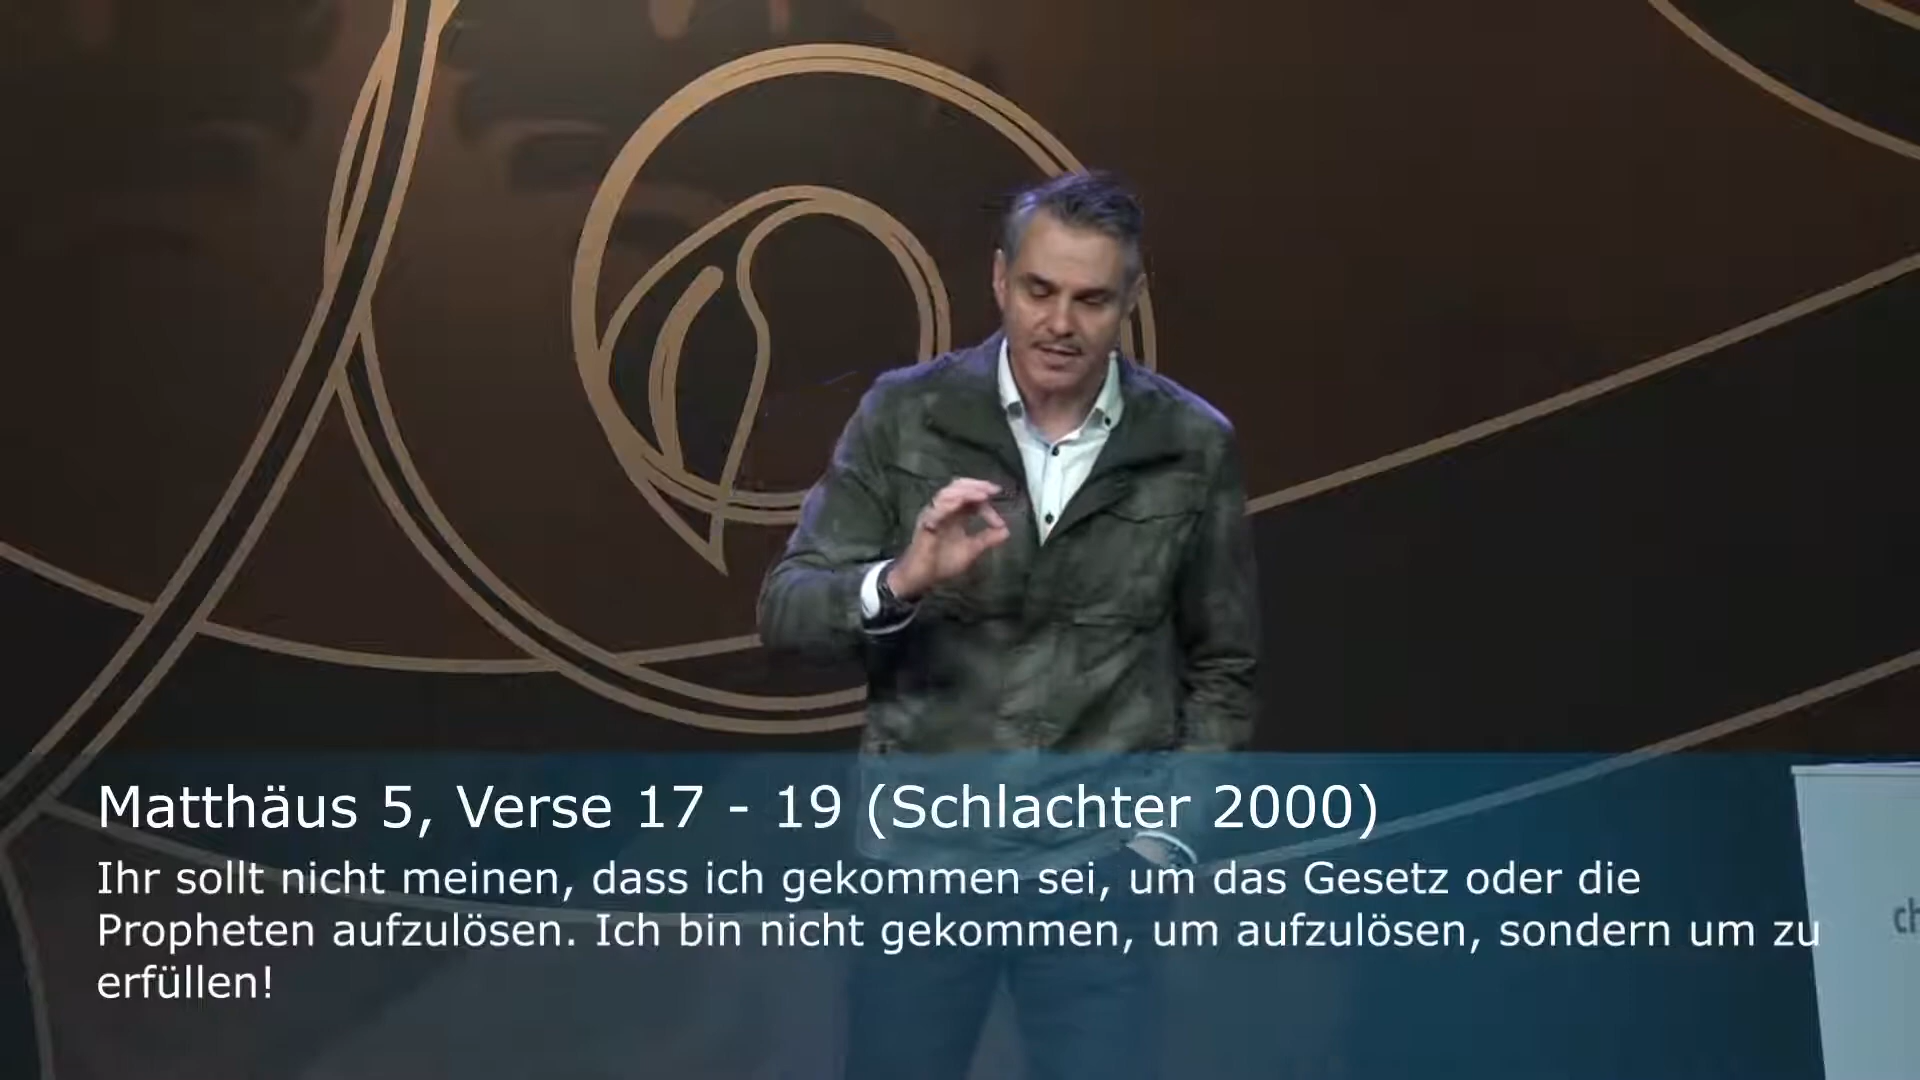 Matthäus 5, Verse 17 - 19 (Schlachter 2000)
Ihr sollt nicht meinen, dass ich gekommen sei, um das Gesetz oder die
Propheten aufzulösen. Ich bin nicht gekommen, um aufzulösen, sondern um zu
erfüllen!
ch